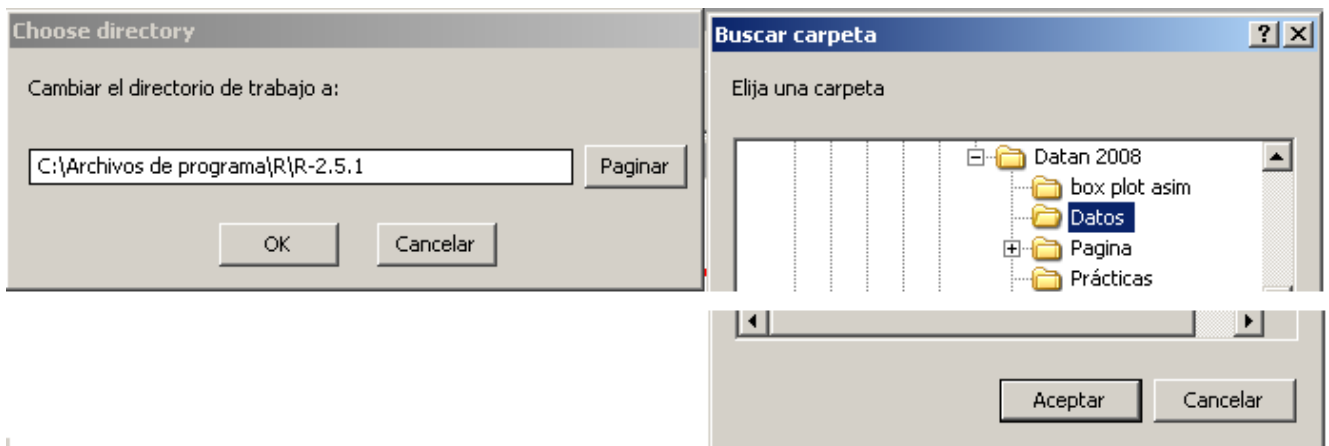 Choose directory
Cambiar el directorio de trabajo a:
C:\Archivos de programa\R\R-2.5.1
Paginar
OK
Cancelar
Buscar carpeta
Elija una carpeta
Datan 2008
box plot asim
Datos
Pagina
Prácticas
Aceptar
Cancelar